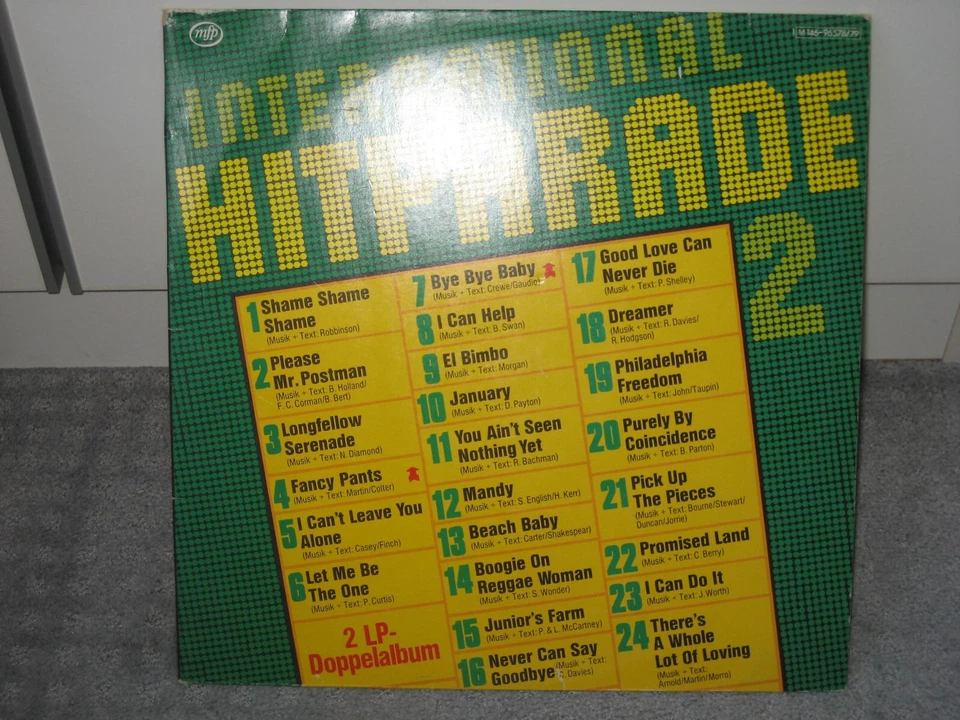 mfp
1 M 146-96 578/79
INTERNATIONAL
HITPARADE
2
1 Shame Shame
Shame
(Musik + Text: Robbinson)
2 Please
Mr. Postman
(Musik + Text: B. Holland/
F. C. Corman/B. Bert)
3 Longfellow
Serenade
(Musik + Text: N. Diamond)
4 Fancy Pants
(Musik + Text: Martin/Colter)
5 I Can't Leave You
Alone
(Musik + Text: Casey/Finch)
6 Let Me Be
The One
(Musik + Text: P. Curtis)
2 LP-
Doppelalbum
7 Bye Bye Baby
(Musik + Text: Crewe/Gaudio)
8 I Can Help
(Musik + Text: B. Swan)
9 El Bimbo
(Musik + Text: Morgan)
10 January
(Musik + Text: D. Payton)
11 You Ain't Seen
Nothing Yet
(Musik + Text: R. Bachman)
12 Mandy
(Musik + Text: S. English/H. Kerr)
13 Beach Baby
(Musik + Text: Carter/Shakespear)
14 Boogie On
Reggae Woman
(Musik + Text: S. Wonder)
15 Junior's Farm
(Musik + Text: P. & L. McCartney)
16 Never Can Say
Goodbye (Musik + Text:
Davies)
17 Good Love Can
Never Die
(Musik + Text: P. Shelley)
18 Dreamer
(Musik + Text: R. Davies/
R. Hodgson)
19 Philadelphia
Freedom
(Musik + Text: John/Taupin)
20 Purely By
Coincidence
(Musik + Text: B. Parton)
21 Pick Up
The Pieces
(Musik + Text: Bourne/Stewart/
Duncan/Jorne)
22 Promised Land
(Musik + Text: C. Berry)
23 I Can Do It
(Musik + Text: J. Worth)
24 There's
A Whole
Lot Of Loving
(Musik + Text:
Arnold/Martin/Morro)